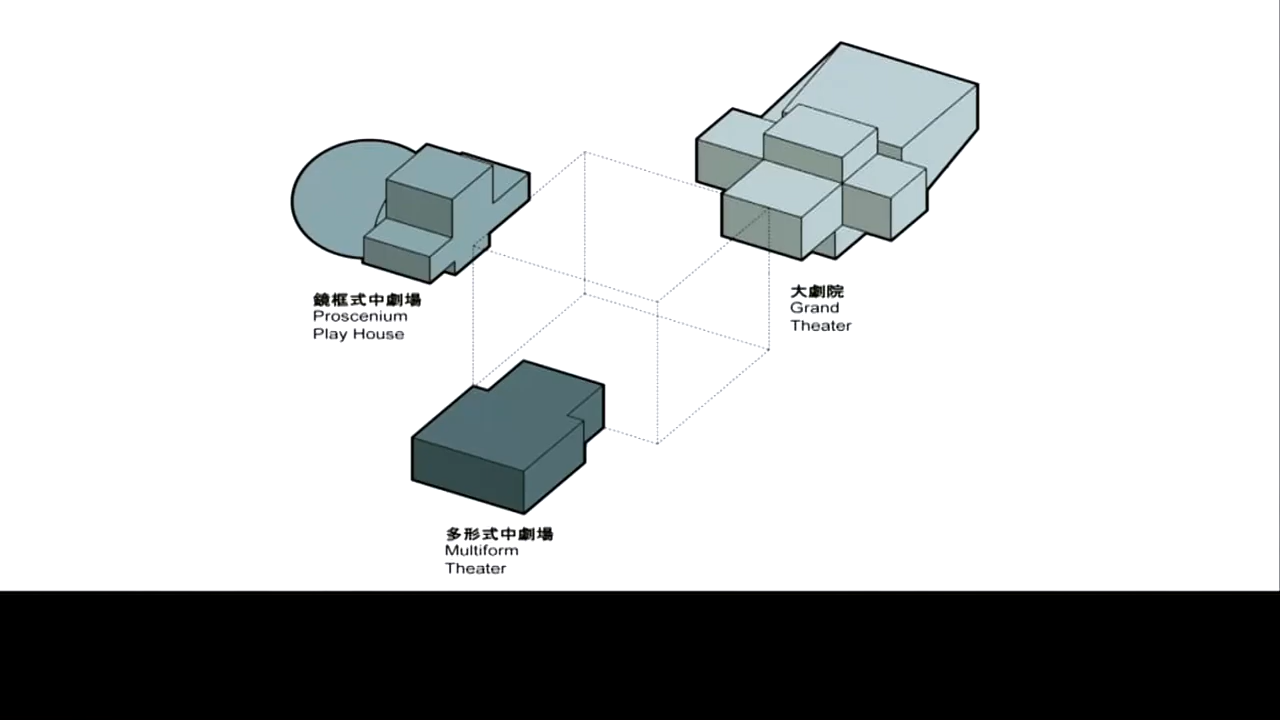 鏡框式中劇場
Proscenium
Play House
大劇院
Grand
Theater
多形式中劇場
Multiform
Theater